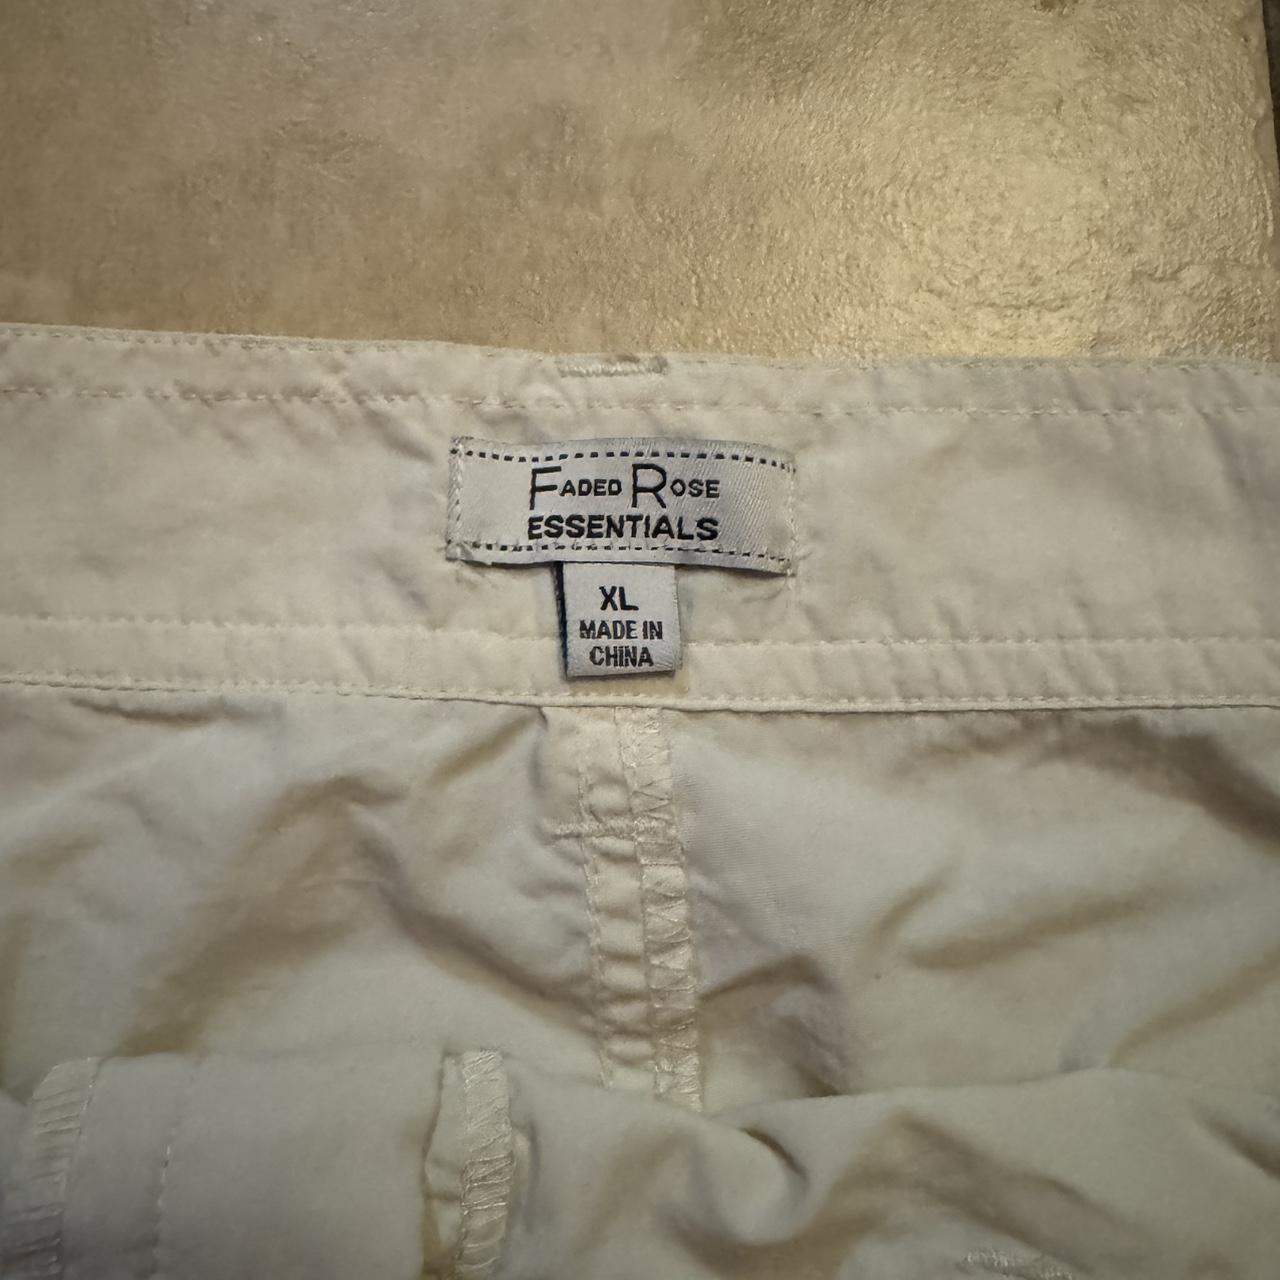 FADED ROSE
ESSENTIALS
XL
MADE IN
CHINA